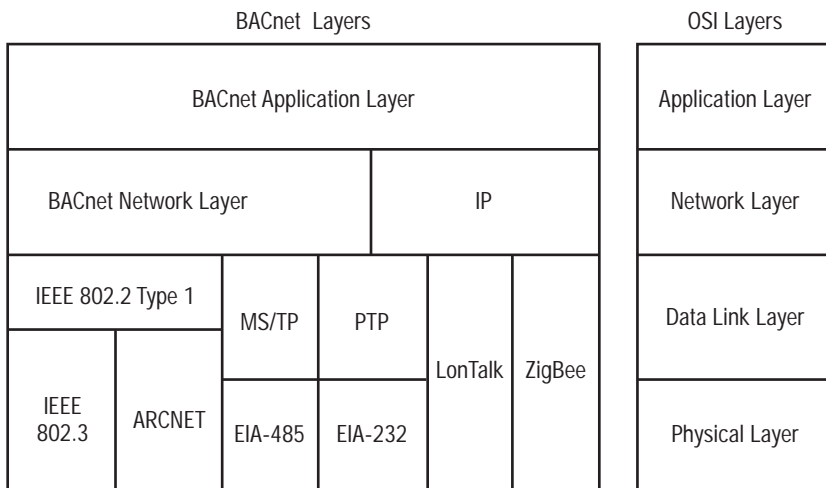 BACnet Layers
OSI Layers
BACnet Application Layer
Application Layer
BACnet Network Layer
IP
Network Layer
IEEE 802.2 Type 1
MS/TP
PTP
LonTalk
ZigBee
Data Link Layer
IEEE
802.3
ARCNET
EIA-485
EIA-232
Physical Layer